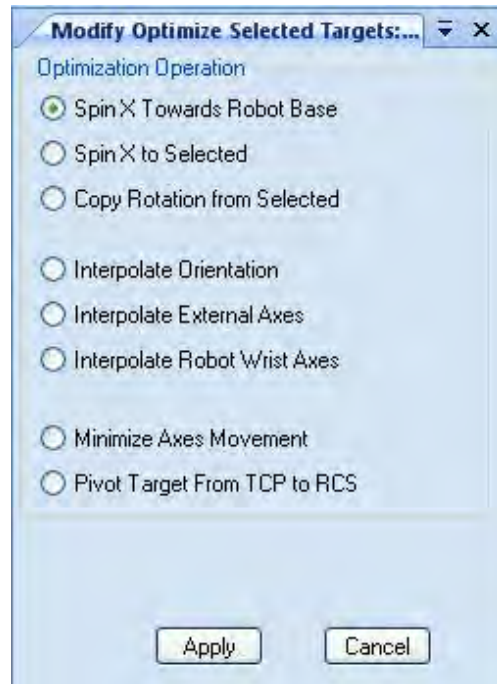 Modify Optimize Selected Targets:...
Optimization Operation
Spin X Towards Robot Base
Spin X to Selected
Copy Rotation from Selected
Interpolate Orientation
Interpolate External Axes
Interpolate Robot Wrist Axes
Minimize Axes Movement
Pivot Target From TCP to RCS
Apply Cancel